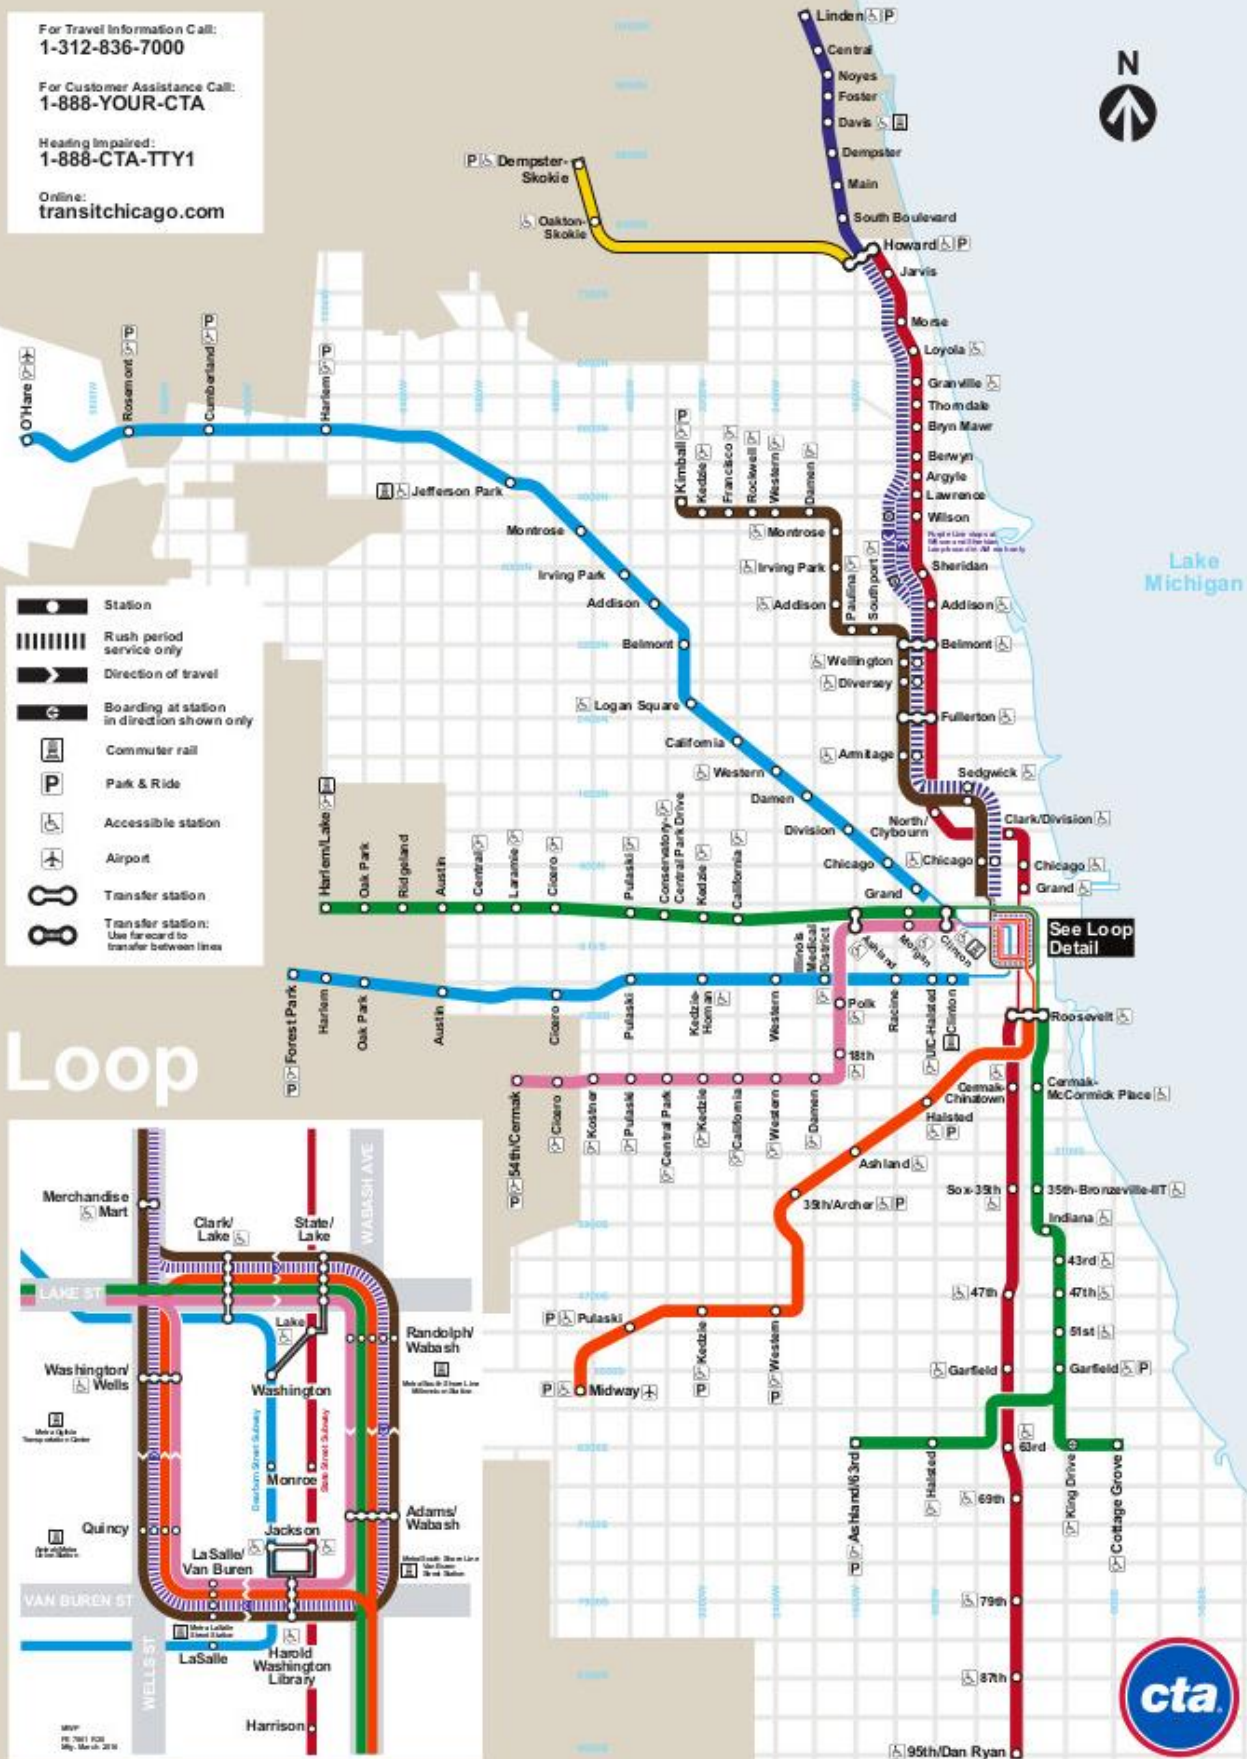 For Travel Information Call:
1-312-836-7000
For Customer Assistance Call:
1-888-YOUR-CTA
Hearing Impaired:
1-888-CTA-TTY1
Online:
transitchicago.com
N
Linden P
Central
Noyes
Foster
Davis
Dempster
Main
South Boulevard
Howard P
P Dempster-
Skokie
Oakton-
Skokie
Jarvis
Morse
Loyola
Granville
Thorndale
Bryn Mawr
Berwyn
Argyle
Lawrence
Wilson
Sheridan
Addison
Belmont
Fullerton
O'Hare
Rosemont P
Cumberland P
Harlem P
Jefferson Park
Montrose
Irving Park
Addison
Belmont
Logan Square
California
Western
Damen
Division
Chicago
Grand
Kimball P
Kedzie
Francisco
Rockwell
Western
Damen
Montrose
Irving Park
Addison
Paulina
Southport
Wellington
Diversey
Armitage
Sedgwick
North/
Clybourn
Clark/Division
Chicago
Chicago
Grand
Lake
Michigan
Station
Rush period
service only
Direction of travel
Boarding at station
in direction shown only
Commuter rail
P Park & Ride
Accessible station
Airport
Transfer station
Transfer station:
Use farecard to
transfer between lines
Harlem/Lake
Oak Park
Ridgeland
Austin
Central
Laramie
Cicero
Pulaski
Conservatory-
Central Park Drive
Kedzie
California
Ashland
Morgan
Clinton
See Loop
Detail
Forest Park P
Harlem
Oak Park
Austin
Cicero
Pulaski
Kedzie-
Homan
Western
Illinois
Medical
District
Racine
UIC-Halsted
Clinton
Polk
18th
54th/Cermak P
Cicero
Kostner
Pulaski
Central Park
Kedzie
California
Western
Damen
Roosevelt
Cermak-
Chinatown
Cermak-
McCormick Place
Halsted
P
Ashland
35th/Archer P
Sox-35th
35th-Bronzeville-IIT
Indiana
43rd
47th
47th
51st
Garfield
Garfield P
P Pulaski
Kedzie P
Western P
P Midway
63rd
Ashland/63rd P
Halsted
King Drive
Cottage Grove
69th
79th
87th
95th/Dan Ryan
cta
Loop
Merchandise
Mart
Clark/
Lake
State/
Lake
WABASH AVE
LAKE ST
Lake
Randolph/
Wabash
Washington/
Wells
Washington
Dearborn Street Subway
State Street Subway
Monroe
Quincy
Adams/
Wabash
Jackson
LaSalle/
Van Buren
VAN BUREN ST
WELLS ST
LaSalle
Harold
Washington
Library
Harrison